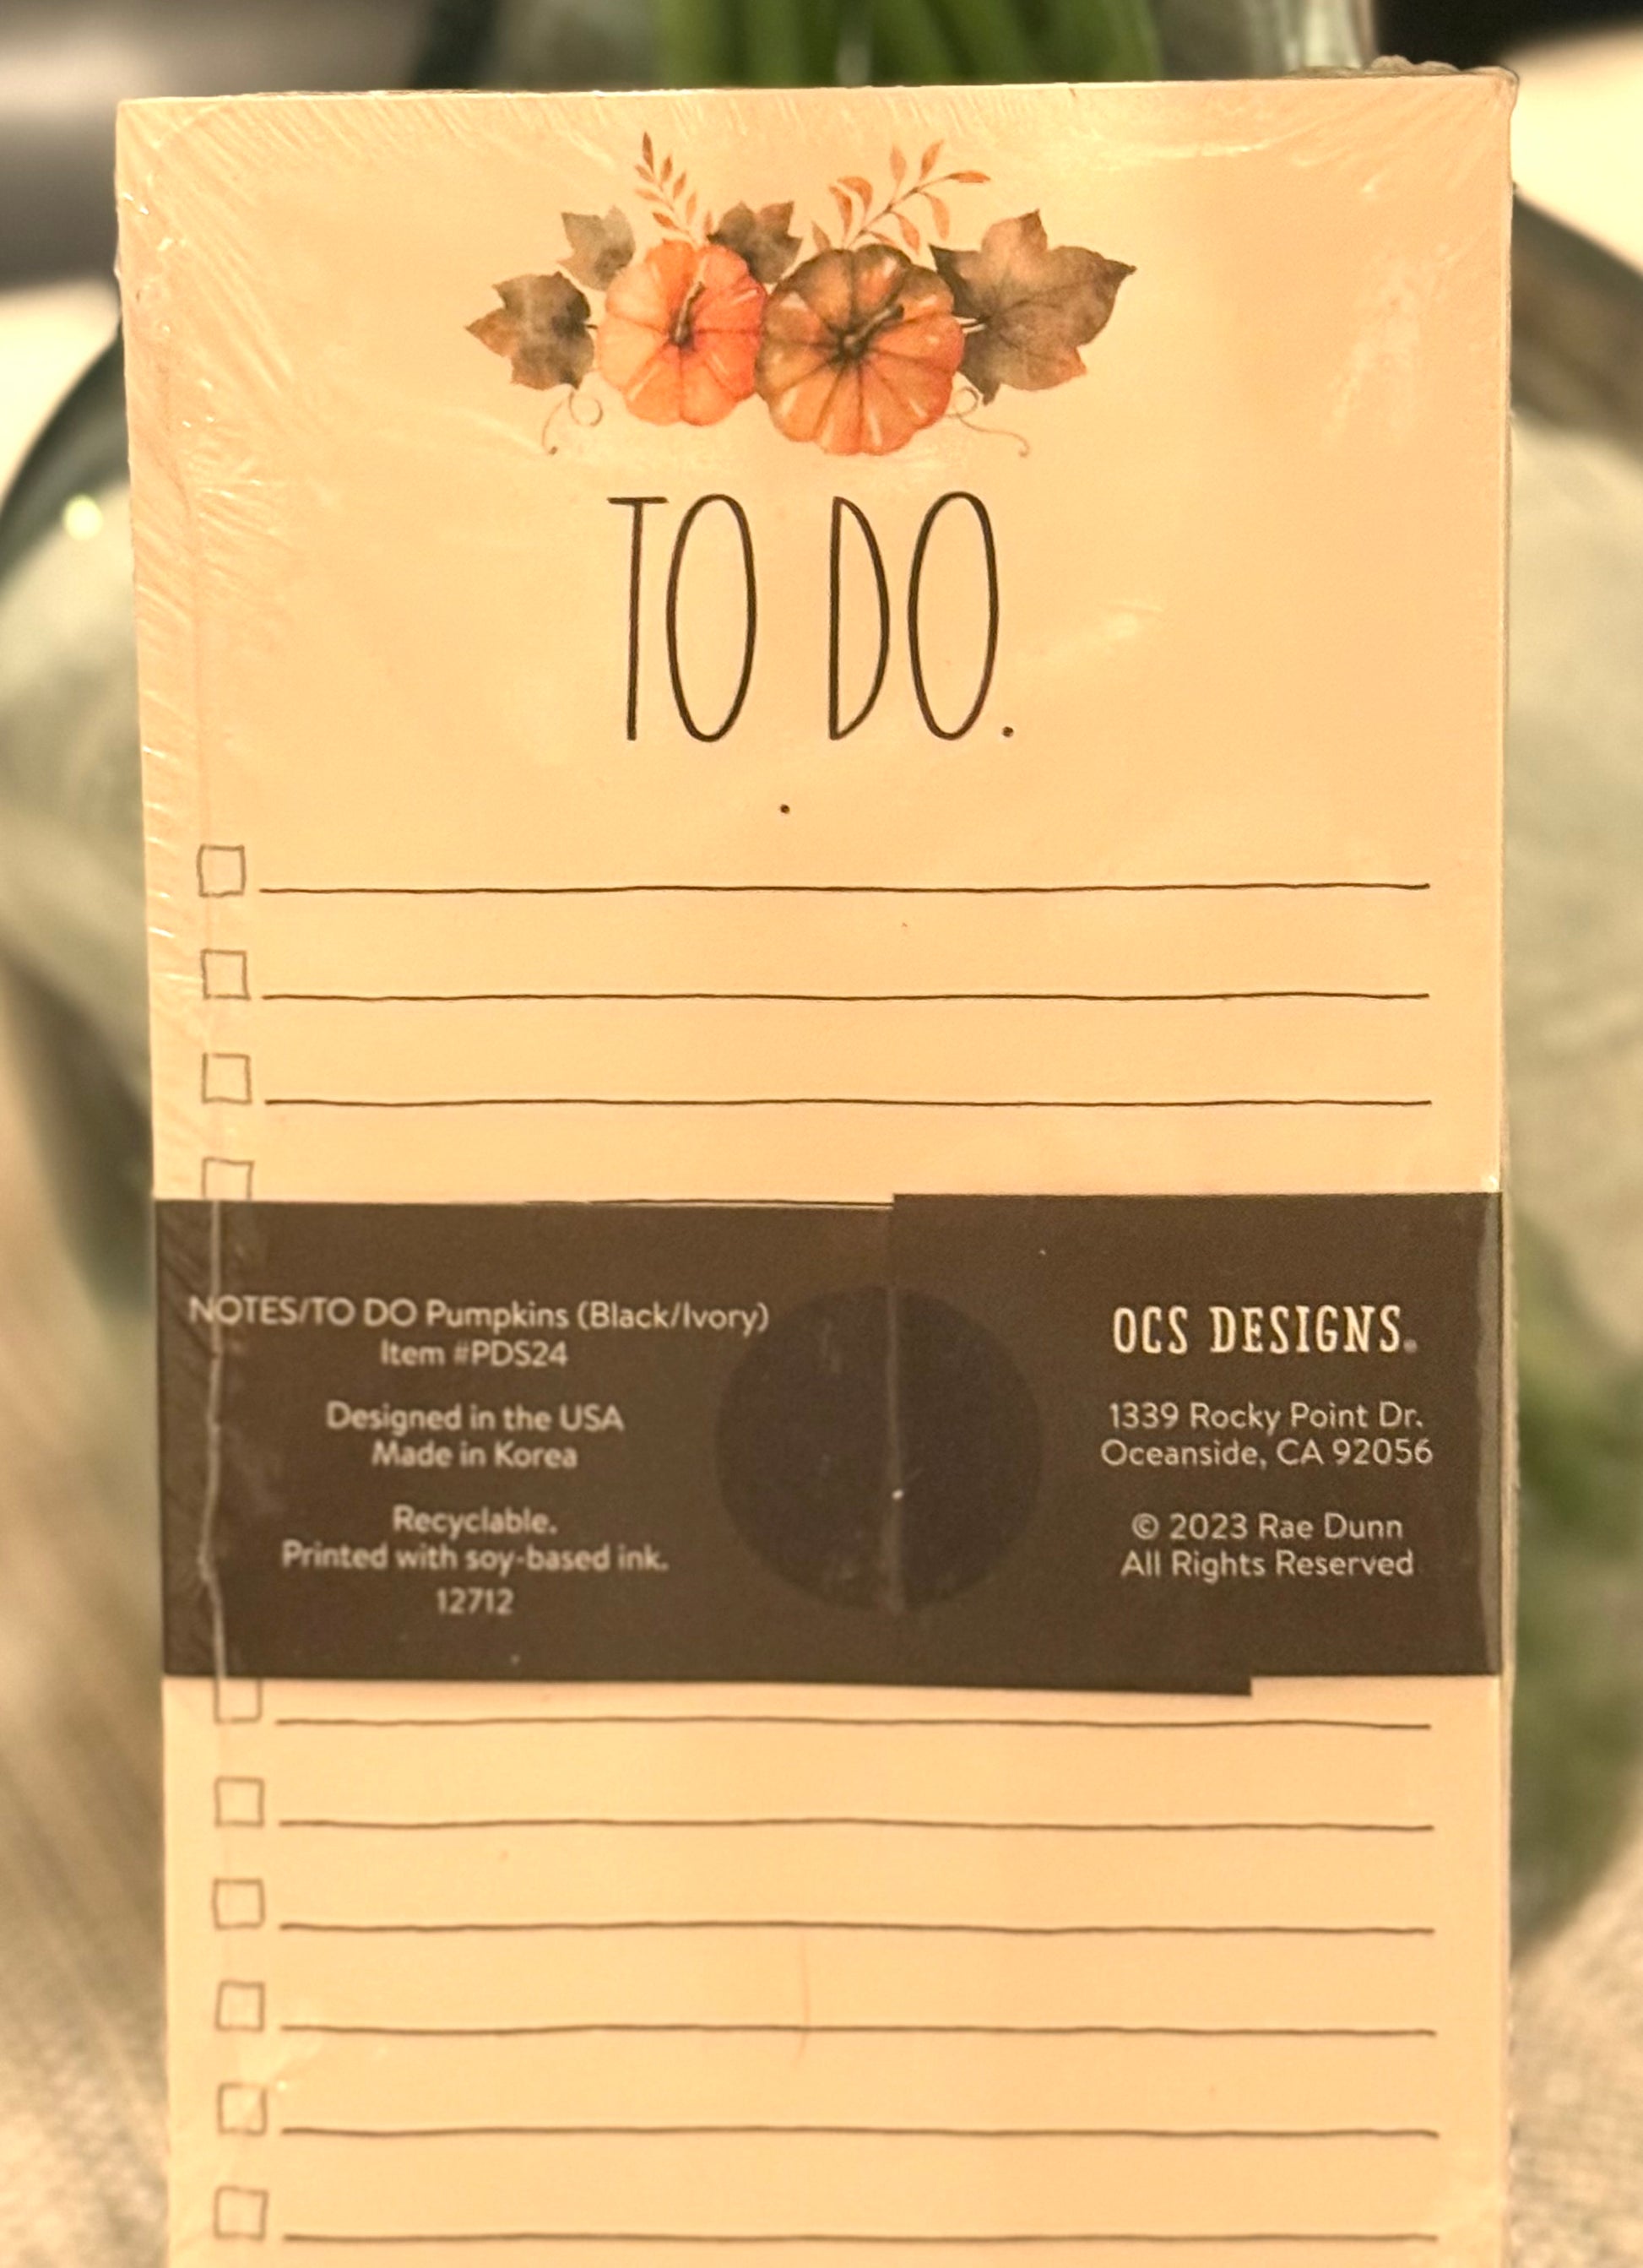 TO DO.
NOTES/TO DO Pumpkins (Black/Ivory)
Item #PDS24
Designed in the USA
Made in Korea
Recyclable.
Printed with soy-based ink.
12712
OCS DESIGNS®
1339 Rocky Point Dr.
Oceanside, CA 92056
© 2023 Rae Dunn
All Rights Reserved